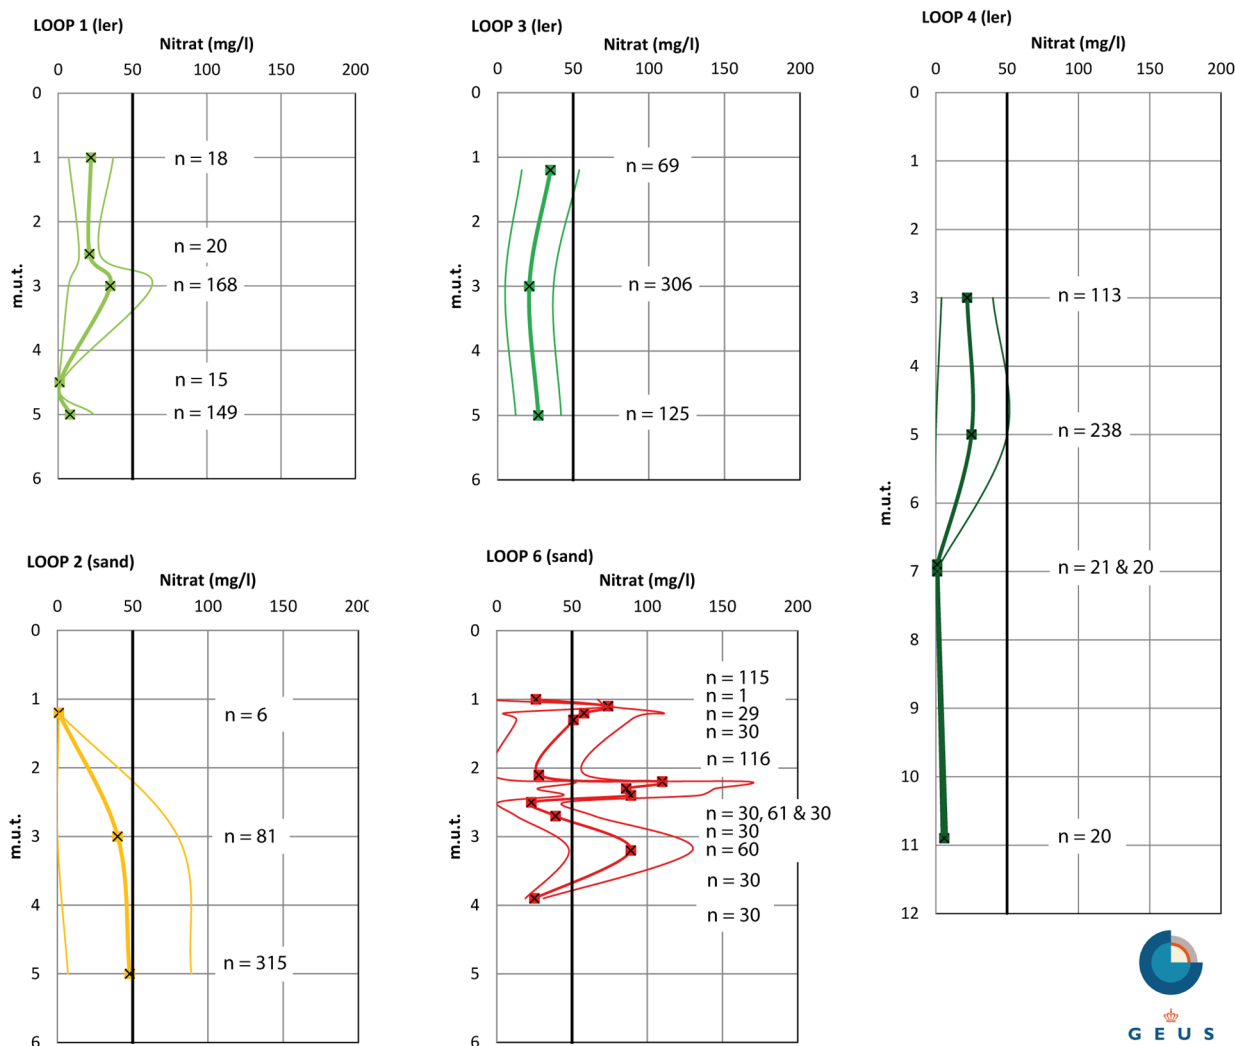 LOOP 1 (ler)
Nitrat (mg/l)
0 50 100 150 200
0
1
2
3
4
5
6
m.u.t.
n = 18
n = 20
n = 168
n = 15
n = 149
LOOP 3 (ler)
Nitrat (mg/l)
0 50 100 150 200
0
1
2
3
4
5
6
m.u.t.
n = 69
n = 306
n = 125
LOOP 4 (ler)
Nitrat (mg/l)
0 50 100 150 200
0
1
2
3
4
5
6
7
8
9
10
11
12
m.u.t.
n = 113
n = 238
n = 21 & 20
n = 20
LOOP 2 (sand)
Nitrat (mg/l)
0 50 100 150 200
0
1
2
3
4
5
6
m.u.t.
n = 6
n = 81
n = 315
LOOP 6 (sand)
Nitrat (mg/l)
0 50 100 150 200
0
1
2
3
4
5
6
m.u.t.
n = 115
n = 1
n = 29
n = 30
n = 116
n = 30, 61 & 30
n = 30
n = 60
n = 30
n = 30
G E U S